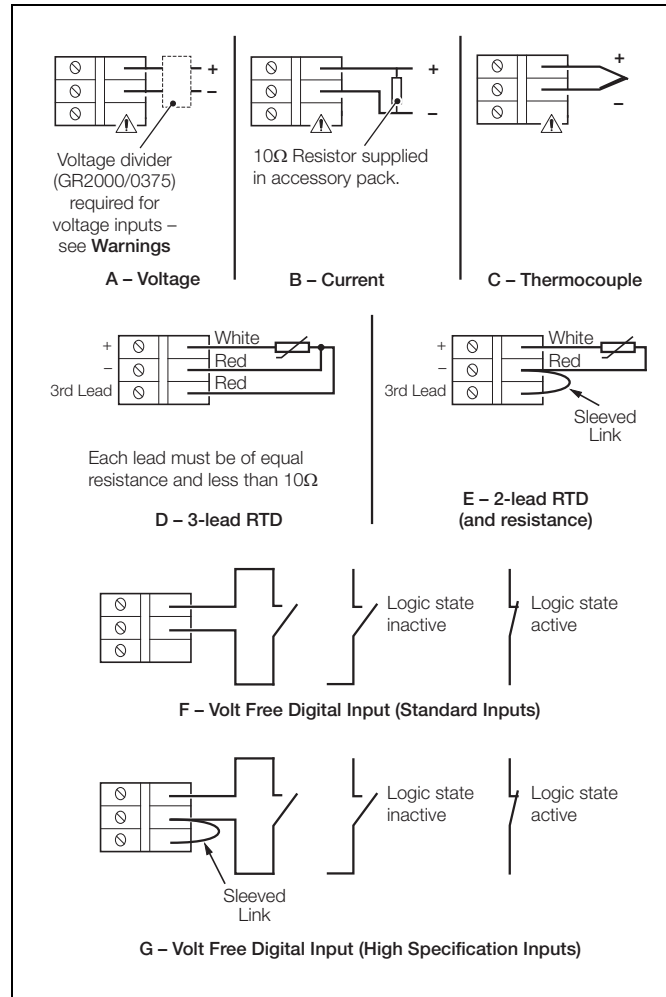 +
–
Voltage divider
(GR2000/0375)
required for
voltage inputs –
see Warnings
A – Voltage
+
–
10Ω Resistor supplied
in accessory pack.
B – Current
+
–
C – Thermocouple
+
–
3rd Lead
White
Red
Red
Each lead must be of equal
resistance and less than 10Ω
D – 3-lead RTD
+
–
3rd Lead
White
Red
Sleeved
Link
E – 2-lead RTD
(and resistance)
Logic state
inactive
Logic state
active
F – Volt Free Digital Input (Standard Inputs)
Logic state
inactive
Logic state
active
Sleeved
Link
G – Volt Free Digital Input (High Specification Inputs)